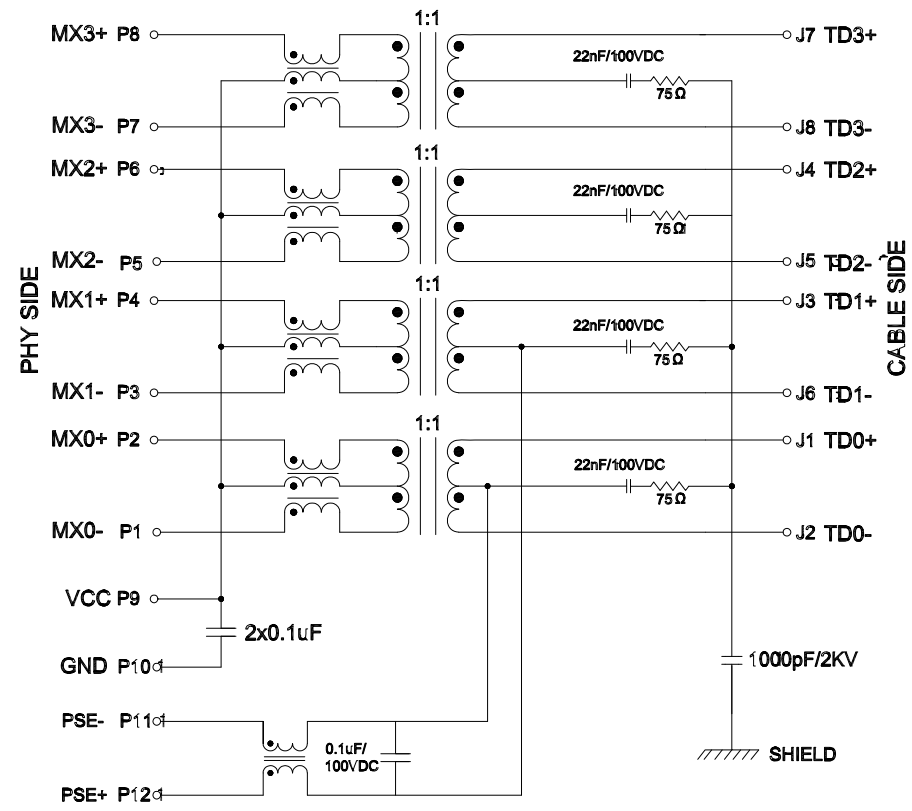 1:1
MX3+ P8
J7 TD3+
22nF/100VDC
75Ω
MX3- P7
J8 TD3-
1:1
MX2+ P6
J4 TD2+
22nF/100VDC
75Ω
MX2- P5
J5 TD2-
PHY SIDE
CABLE SIDE
1:1
MX1+ P4
J3 TD1+
22nF/100VDC
75Ω
MX1- P3
J6 TD1-
1:1
MX0+ P2
J1 TD0+
22nF/100VDC
75Ω
MX0- P1
J2 TD0-
VCC P9
2x0.1uF
GND P10
1000pF/2KV
PSE- P11
0.1uF/
100VDC
SHIELD
PSE+ P12